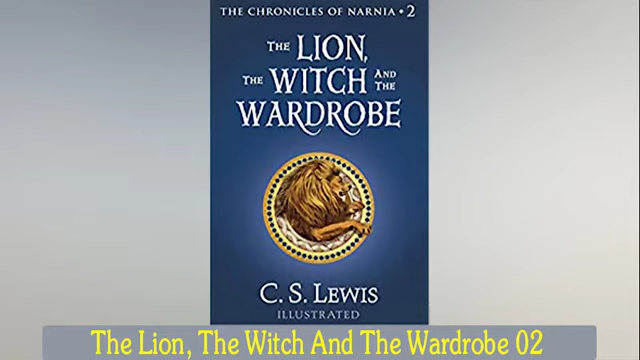 THE CHRONICLES OF NARNIA • 2
THE LION,
THE WITCH AND THE
WARDROBE
C. S. LEWIS
ILLUSTRATED
The Lion, The Witch And The Wardrobe 02